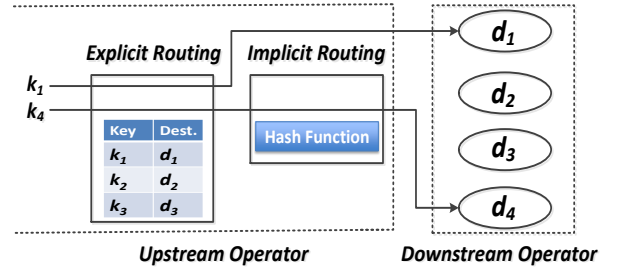 Explicit Routing Implicit Routing
d1
k1
k4
d2
Key Dest.
k1 d1
k2 d2
k3 d3
Hash Function
d3
d4
Upstream Operator Downstream Operator